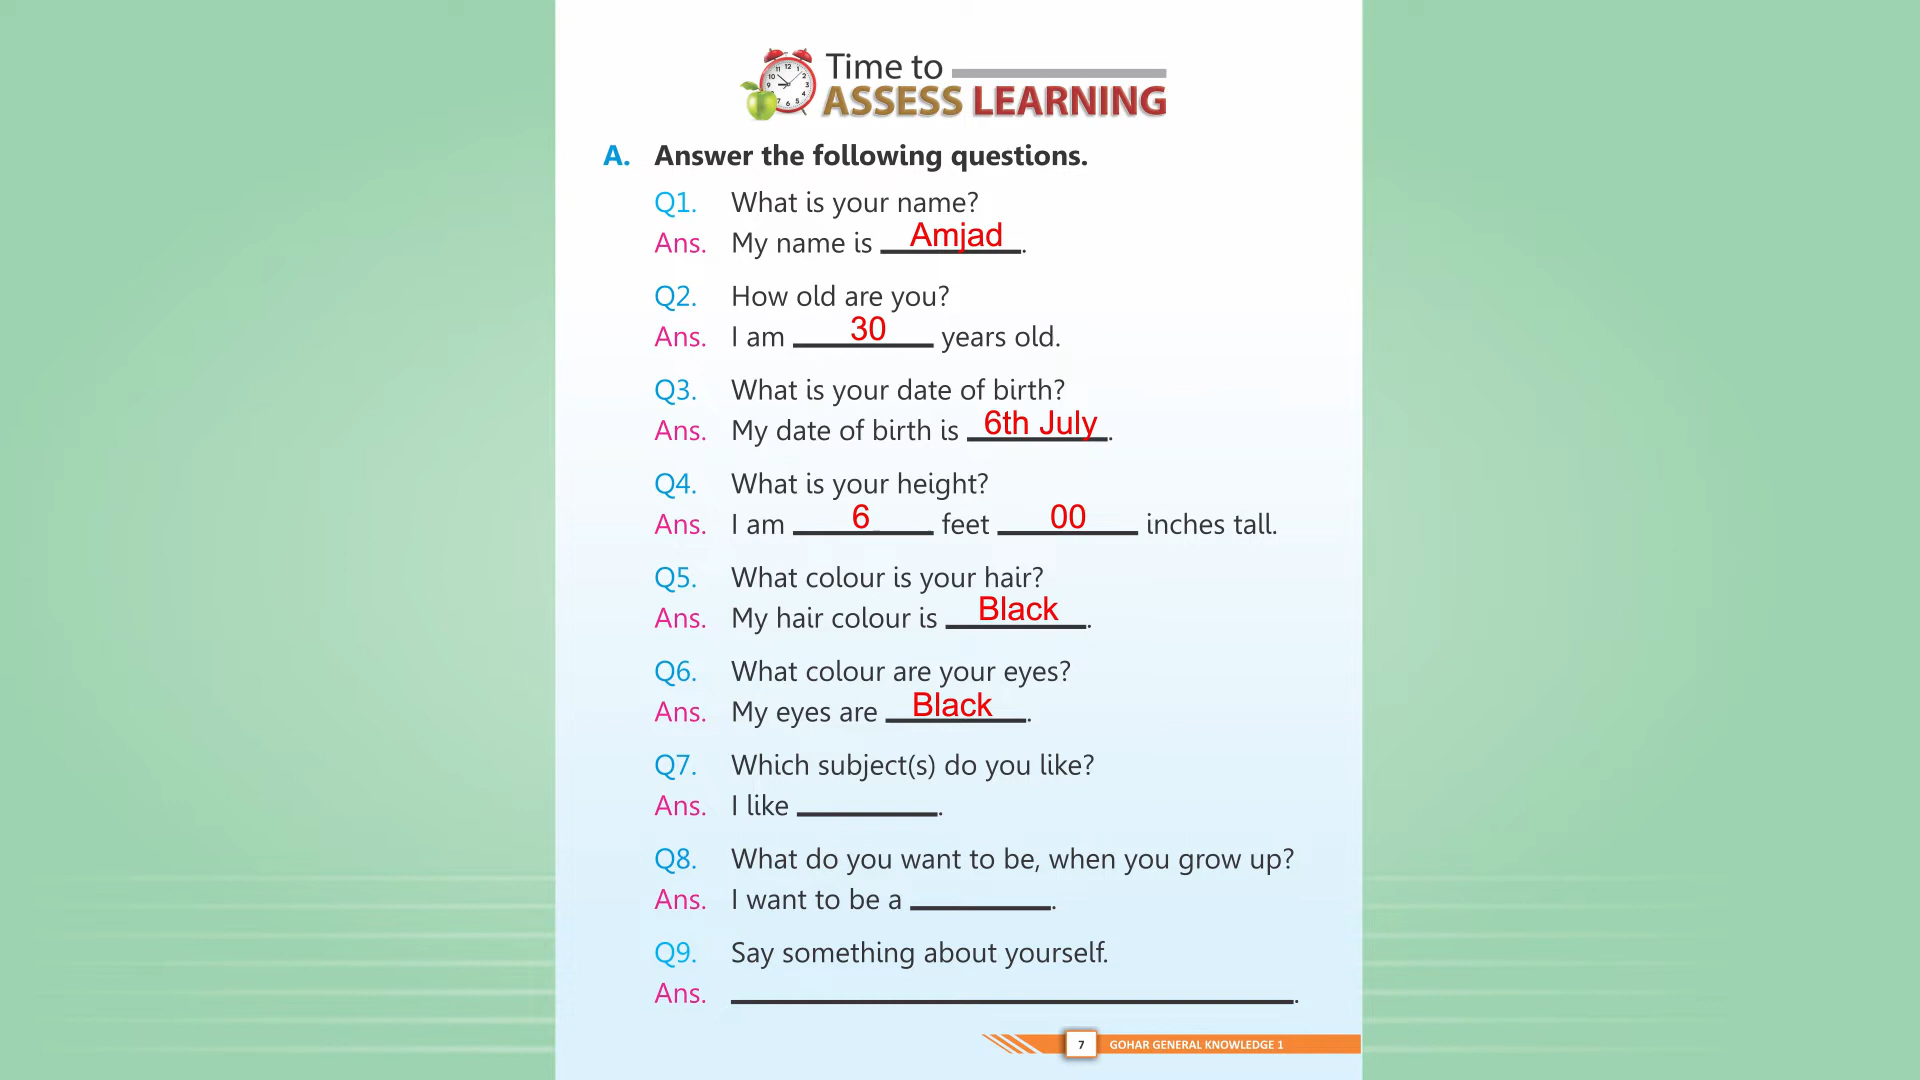 Time to
ASSESS LEARNING
A. Answer the following questions.
Q1. What is your name?
Ans. My name is Amjad.
Q2. How old are you?
Ans. I am 30 years old.
Q3. What is your date of birth?
Ans. My date of birth is 6th July.
Q4. What is your height?
Ans. I am 6 feet 00 inches tall.
Q5. What colour is your hair?
Ans. My hair colour is Black.
Q6. What colour are your eyes?
Ans. My eyes are Black.
Q7. Which subject(s) do you like?
Ans. I like ________.
Q8. What do you want to be, when you grow up?
Ans. I want to be a ________.
Q9. Say something about yourself.
Ans. ________________________________.
7 GOHAR GENERAL KNOWLEDGE 1